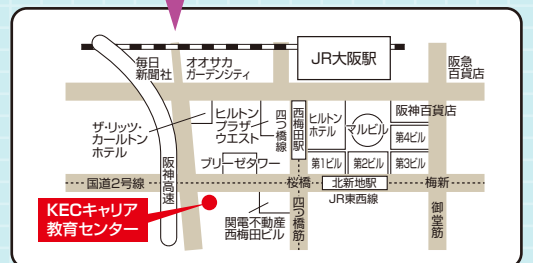 JR大阪駅
毎日
新聞社
オオサカ
ガーデンシティ
阪急
百貨店
ザ・リッツ・
カールトン
ホテル
ヒルトン
プラザ・
ウエスト
四つ橋線
西梅田駅
ヒルトン
ホテル
マルビル
阪神百貨店
第4ビル
ブリーゼタワー
第1ビル
第2ビル
第3ビル
阪神高速
国道2号線
桜橋
北新地駅
梅新
JR東西線
KECキャリア
教育センター
関電不動産
西梅田ビル
四つ橋筋
御堂筋